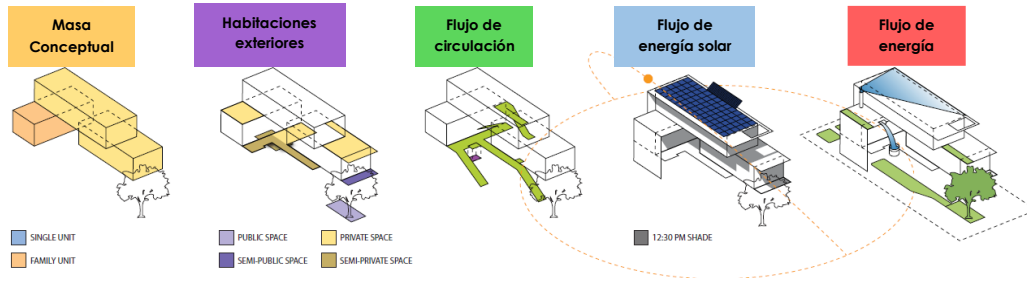 Masa
Conceptual
Habitaciones
exteriores
Flujo de
circulación
Flujo de
energía solar
Flujo de
energía
SINGLE UNIT
FAMILY UNIT
PUBLIC SPACE
PRIVATE SPACE
SEMI-PUBLIC SPACE
SEMI-PRIVATE SPACE
12:30 PM SHADE